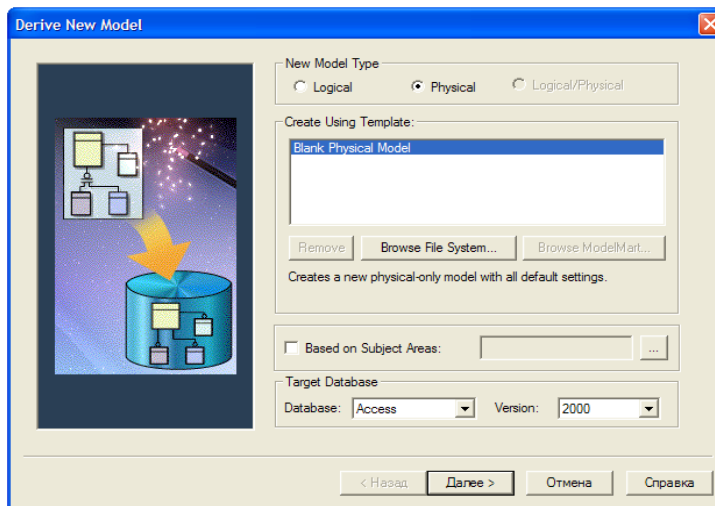 Derive New Model
New Model Type
Logical Physical Logical/Physical
Create Using Template:
Blank Physical Model
Remove Browse File System... Browse ModelMart...
Creates a new physical-only model with all default settings.
Based on Subject Areas: ...
Target Database
Database: Access Version: 2000
< Назад Далее > Отмена Справка